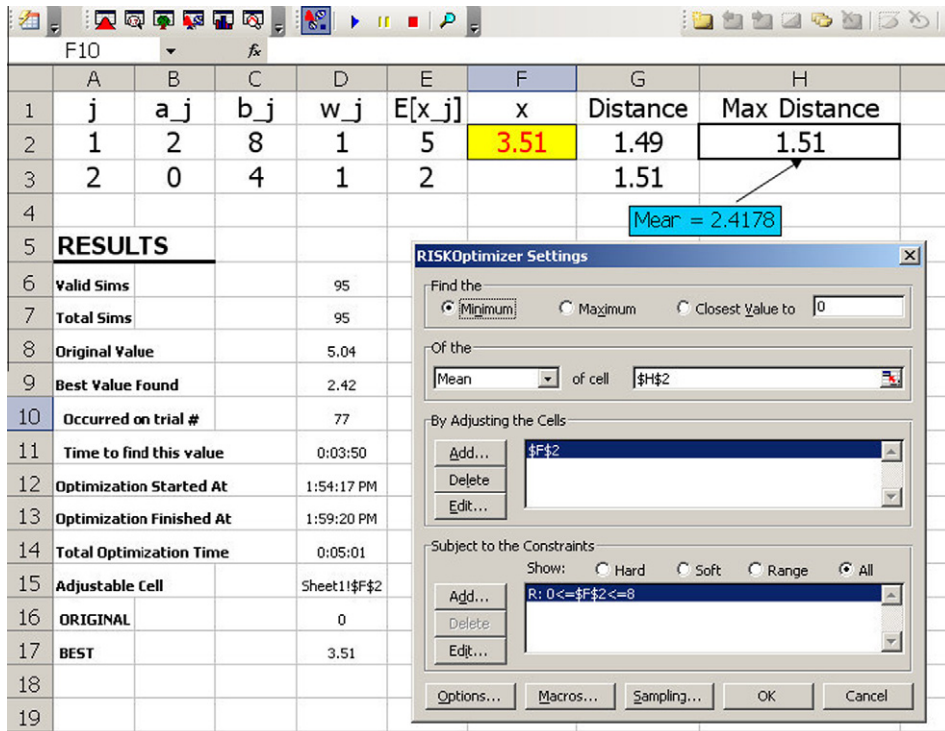 F10 fx
A B C D E F G H
1 j a_j b_j w_j E[x_j] x Distance Max Distance
2 1 2 8 1 5 3.51 1.49 1.51
3 2 0 4 1 2 1.51
4 Mean = 2.4178
5 RESULTS
6 Valid Sims 95
7 Total Sims 95
8 Original Value 5.04
9 Best Value Found 2.42
10 Occurred on trial # 77
11 Time to find this value 0:03:50
12 Optimization Started At 1:54:17 PM
13 Optimization Finished At 1:59:20 PM
14 Total Optimization Time 0:05:01
15 Adjustable Cell Sheet1!$F$2
16 ORIGINAL 0
17 BEST 3.51
18
19
RISKOptimizer Settings
Find the
Minimum Maximum Closest Value to 0
Of the
Mean of cell $H$2
By Adjusting the Cells
Add... $F$2
Delete
Edit...
Subject to the Constraints
Show: Hard Soft Range All
Add... R: 0<=$F$2<=8
Delete
Edit...
Options... Macros... Sampling... OK Cancel